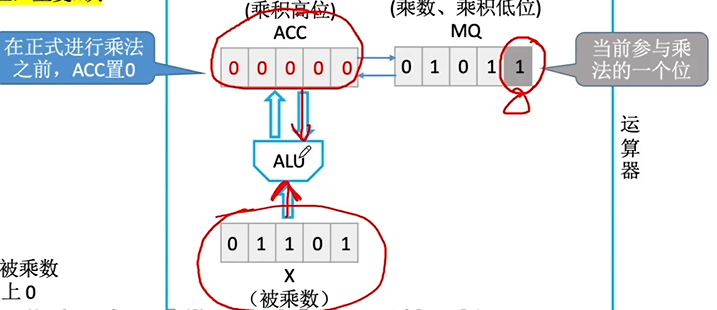 (乘积高位)
ACC
(乘数、乘积低位)
MQ
在正式进行乘法
之前，ACC置0
0 0 0 0 0
0 1 0 1 1
当前参与乘
法的一个位
ALU
运算器
0 1 1 0 1
X
（被乘数）
被乘数
上0